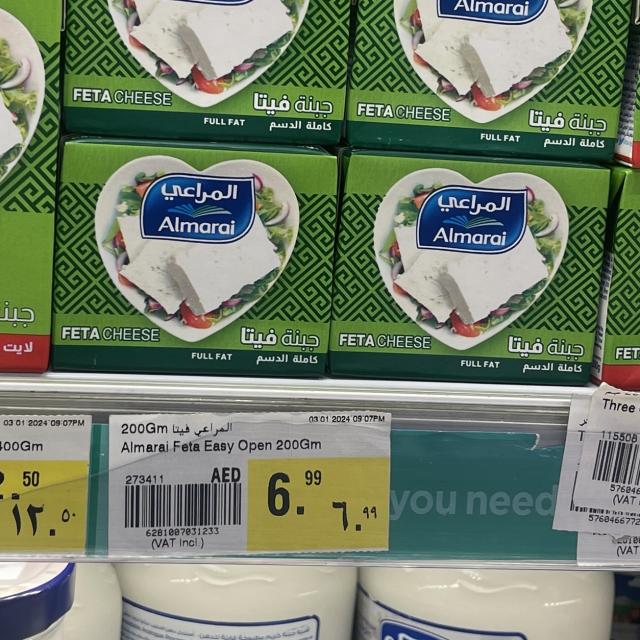 Almarai
Almarai
FETA CHEESE
جبنة فيتا
FULL FAT
كاملة الدسم
FETA CHEESE
جبنة فيتا
FULL FAT
كاملة الدسم
المراعي
Almarai
المراعي
Almarai
جبنة
لايت
FETA CHEESE
جبنة فيتا
FULL FAT
كاملة الدسم
FETA CHEESE
جبنة فيتا
FULL FAT
كاملة الدسم
FETA
03 01 2024 09:07PM
400Gm
.50
١٢.٥٠
03 01 2024 09:07PM
200Gm المراعي فيتا
Almarai Feta Easy Open 200Gm
273411
AED
6.99
٦.٩٩
6281007031233
(VAT Incl.)
you need
Three
115508
(VAT